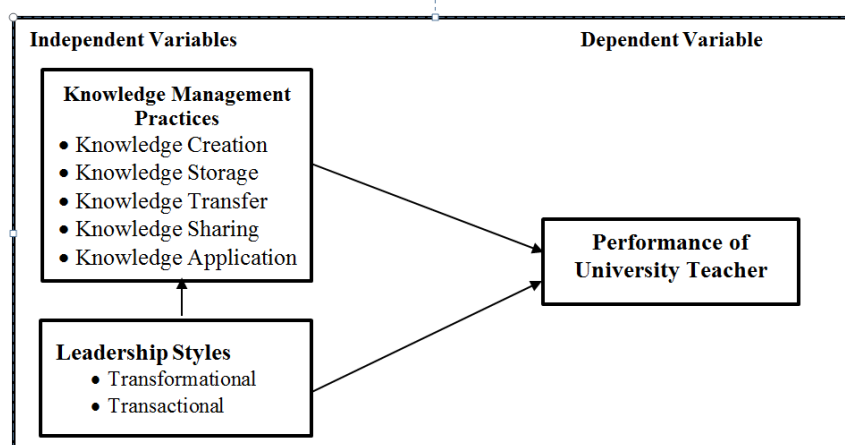 Independent Variables
Dependent Variable
Knowledge Management
Practices
• Knowledge Creation
• Knowledge Storage
• Knowledge Transfer
• Knowledge Sharing
• Knowledge Application
Performance of
University Teacher
Leadership Styles
• Transformational
• Transactional